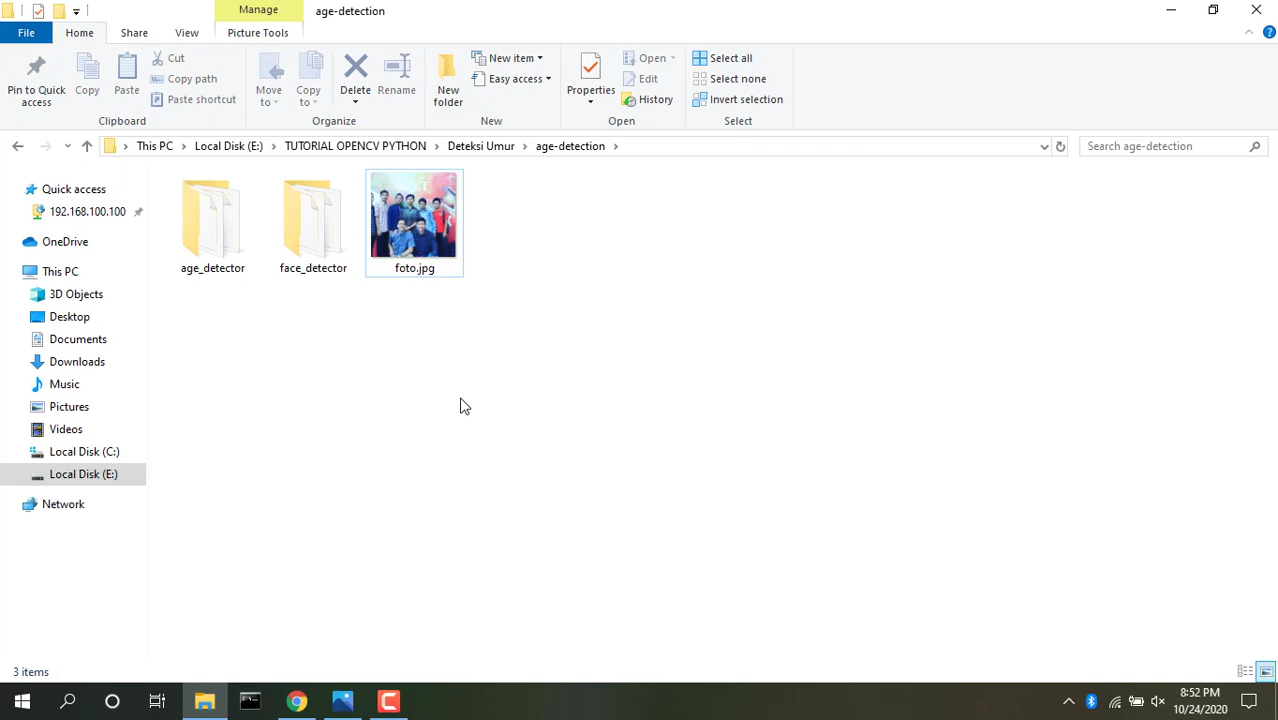 Manage
age-detection
File
Home
Share
View
Picture Tools
Pin to Quick access
Copy
Paste
Cut
Copy path
Paste shortcut
Clipboard
Move to
Copy to
Delete
Rename
Organize
New folder
New item
Easy access
New
Properties
Open
Edit
History
Open
Select all
Select none
Invert selection
Select
This PC
Local Disk (E:)
TUTORIAL OPENCV PYTHON
Deteksi Umur
age-detection
Search age-detection
Quick access
192.168.100.100
OneDrive
This PC
3D Objects
Desktop
Documents
Downloads
Music
Pictures
Videos
Local Disk (C:)
Local Disk (E:)
Network
age_detector
face_detector
foto.jpg
3 items
8:52 PM
10/24/2020